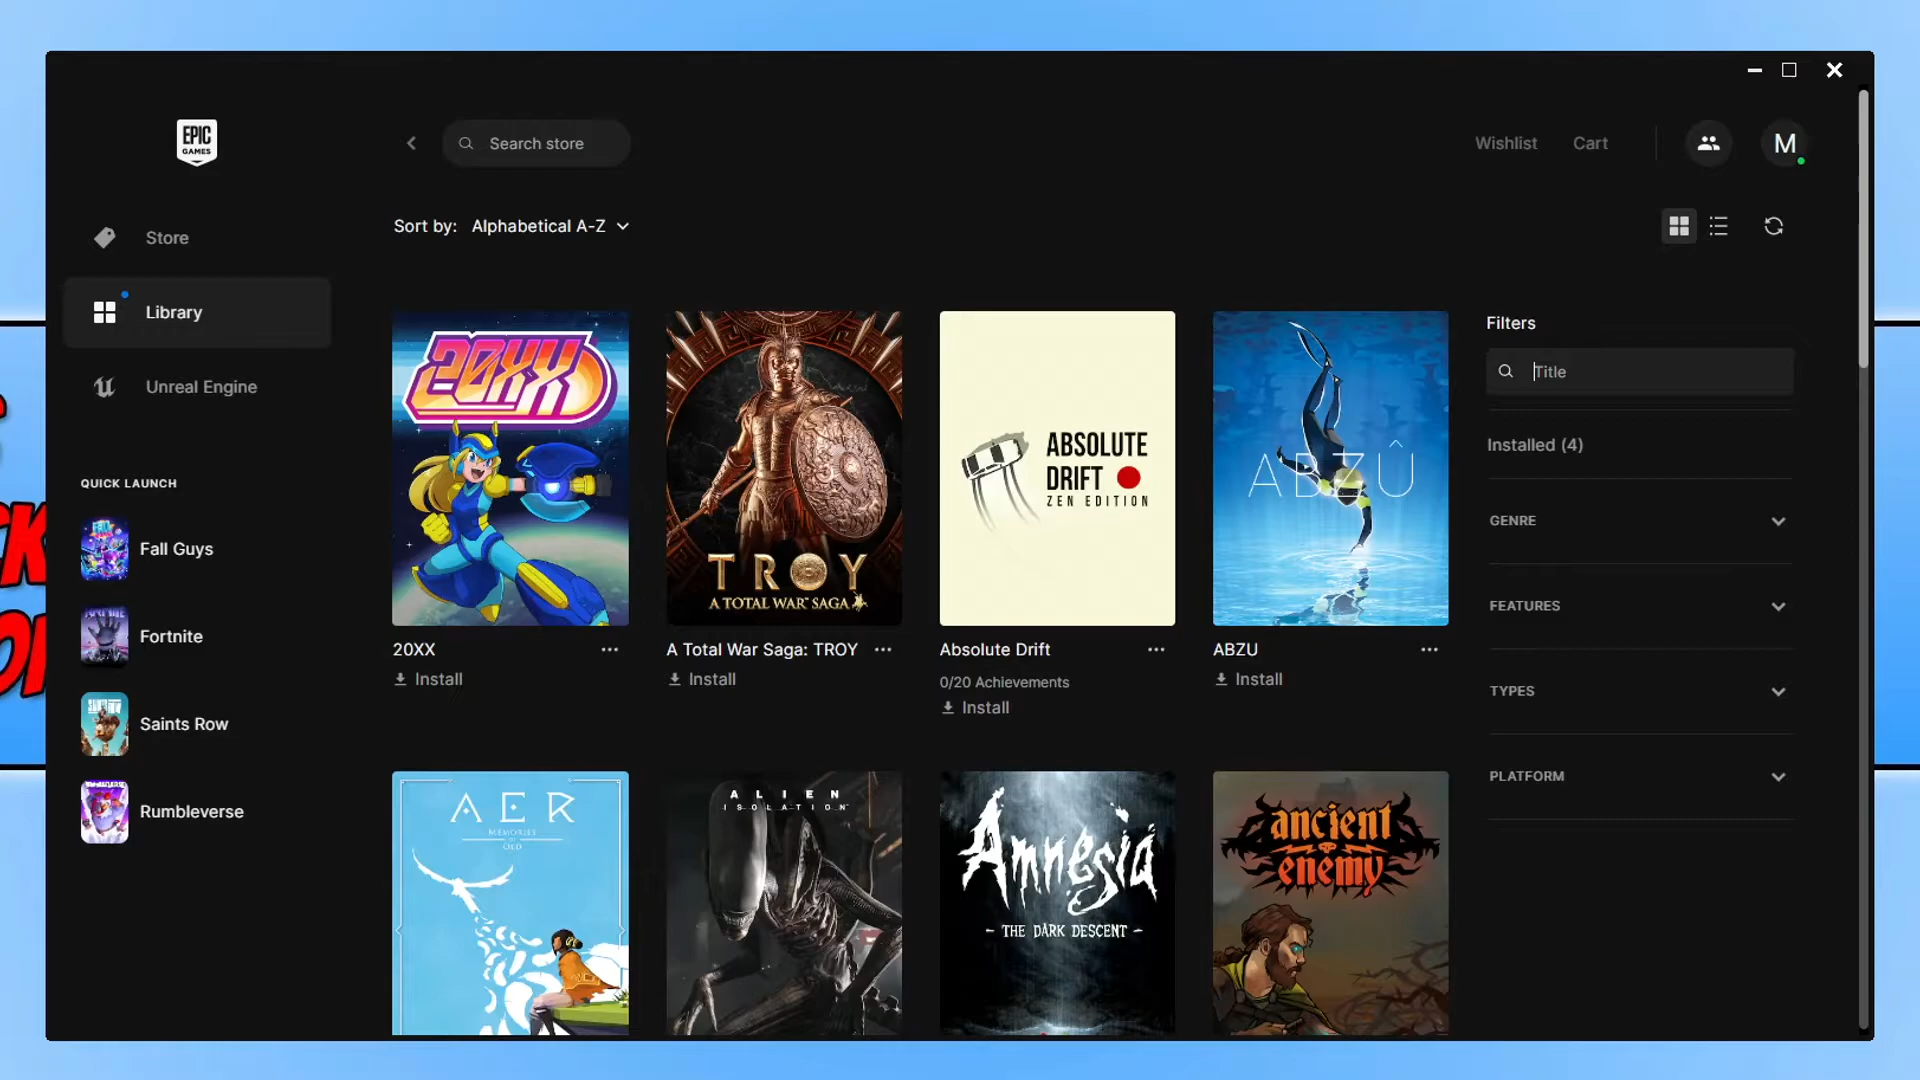 EPIC
GAMES
Search store
Wishlist
Cart
M
Store
Library
Unreal Engine
QUICK LAUNCH
Fall Guys
Fortnite
Saints Row
Rumbleverse
Sort by: Alphabetical A-Z
20XX
20XX
Install
TROY
A TOTAL WAR SAGA
A Total War Saga: TROY
Install
ABSOLUTE
DRIFT
ZEN EDITION
Absolute Drift
0/20 Achievements
Install
ABZÛ
ABZU
Install
AER
MEMORIES
OF
OLD
ALIEN
ISOLATION
Amnesia
- THE DARK DESCENT -
ancient
enemy
Filters
Title
Installed (4)
GENRE
FEATURES
TYPES
PLATFORM